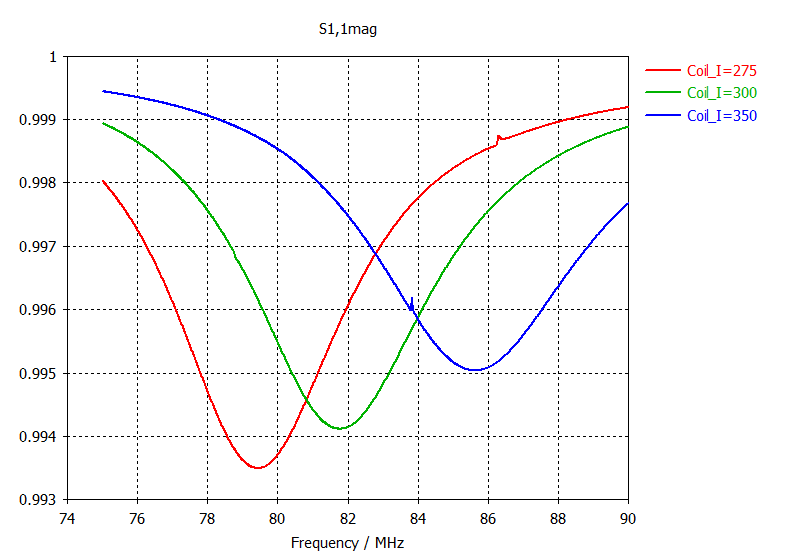 S1,1mag
1
0.999
0.998
0.997
0.996
0.995
0.994
0.993
74 76 78 80 82 84 86 88 90
Frequency / MHz
Coil_I=275
Coil_I=300
Coil_I=350